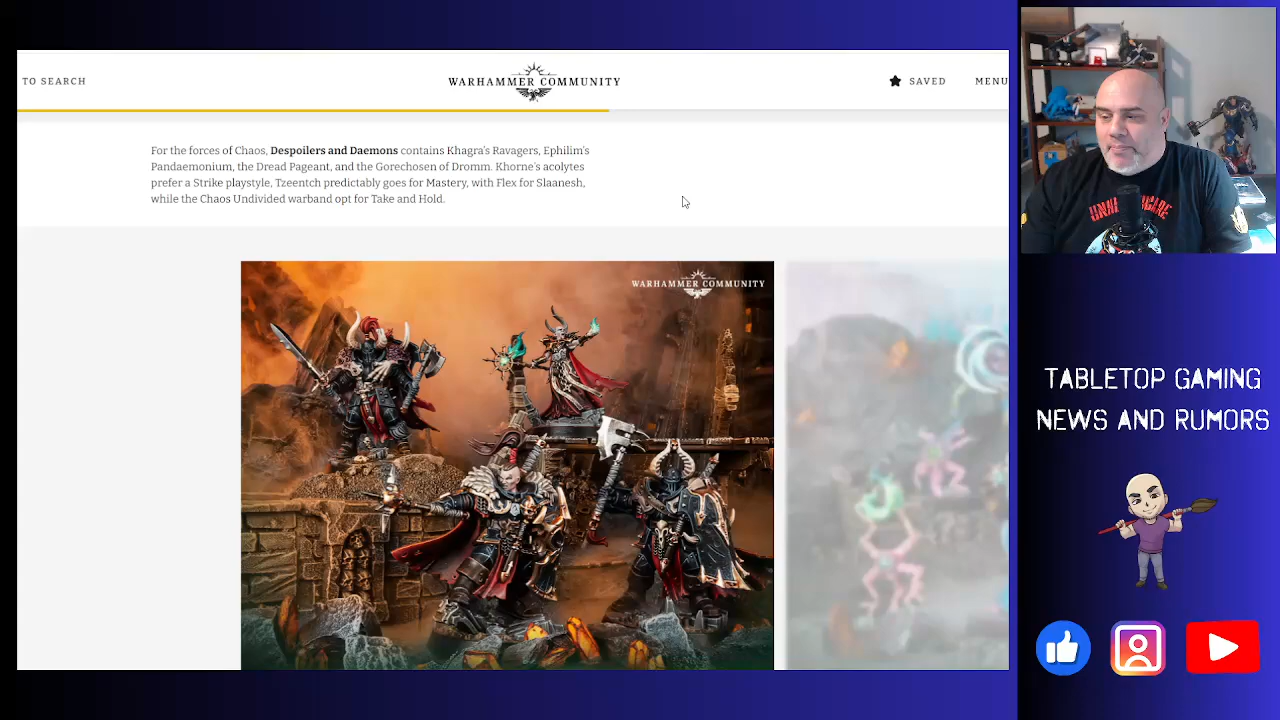 TO SEARCH
WARHAMMER COMMUNITY
SAVED
MENU
For the forces of Chaos, Despoilers and Daemons contains Khagra's Ravagers, Ephilim's
Pandaemonium, the Dread Pageant, and the Gorechosen of Dromm. Khorne's acolytes
prefer a Strike playstyle, Tzeentch predictably goes for Mastery, with Flex for Slaanesh,
while the Chaos Undivided warband opt for Take and Hold.
WARHAMMER COMMUNITY
TABLETOP GAMING
NEWS AND RUMORS